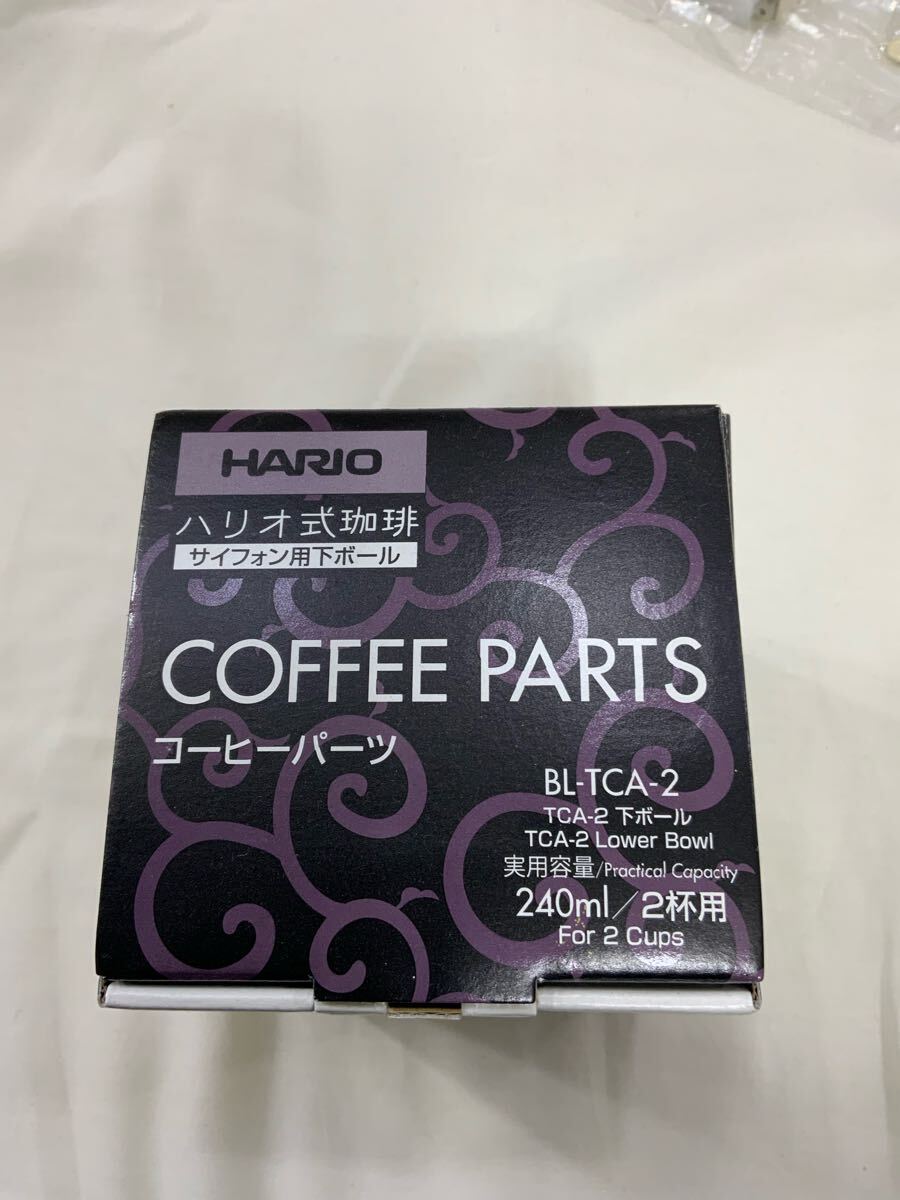 HARIO
ハリオ式珈琲
サイフォン用下ボール
COFFEE PARTS
コーヒーパーツ
BL-TCA-2
TCA-2 下ボール
TCA-2 Lower Bowl
実用容量/Practical Capacity
240ml/2杯用
For 2 Cups